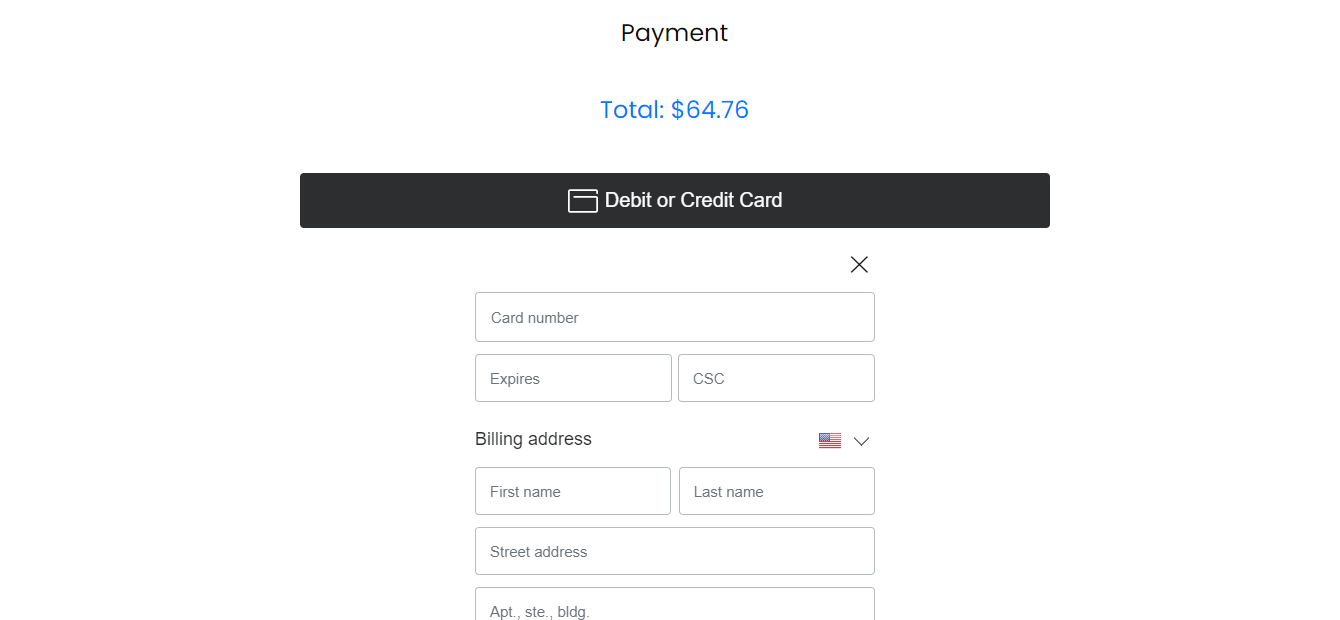 Payment
Total: $64.76
Debit or Credit Card
Card number
Expires CSC
Billing address
First name Last name
Street address
Apt., ste., bldg.